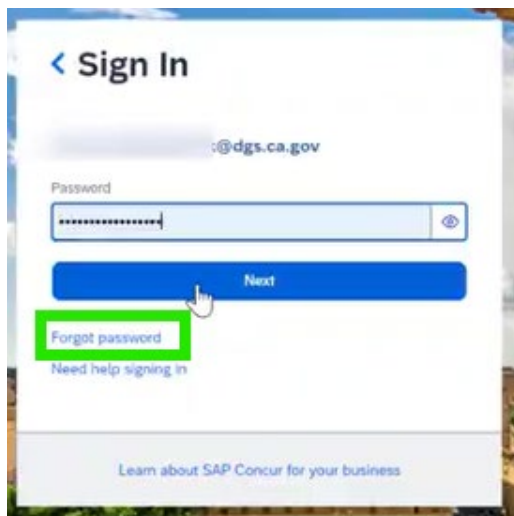 Sign In
@dgs.ca.gov
Password
Next
Forgot password
Need help signing in
Learn about SAP Concur for your business